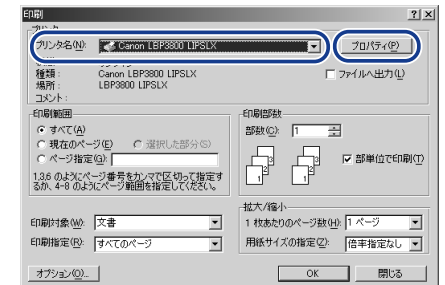 印刷
プリンタ
プリンタ名(N): Canon LBP3800 LIPSLX プロパティ(P)
種類: Canon LBP3800 LIPSLX ファイルへ出力(L)
場所: LBP3800 LIPSLX
コメント:
印刷範囲
すべて(A)
現在のページ(E) 選択した部分(S)
ページ指定(G):
1,3,6 のようにページ番号をカンマで区切って指定す
るか、4-8 のようにページ範囲を指定してください。
印刷部数
部数(C): 1
部単位で印刷(T)
印刷対象(W): 文書
印刷指定(R): すべてのページ
拡大/縮小
1 枚あたりのページ数(H): 1 ページ
用紙サイズの指定(Z): 倍率指定なし
オプション(O)... OK 閉じる